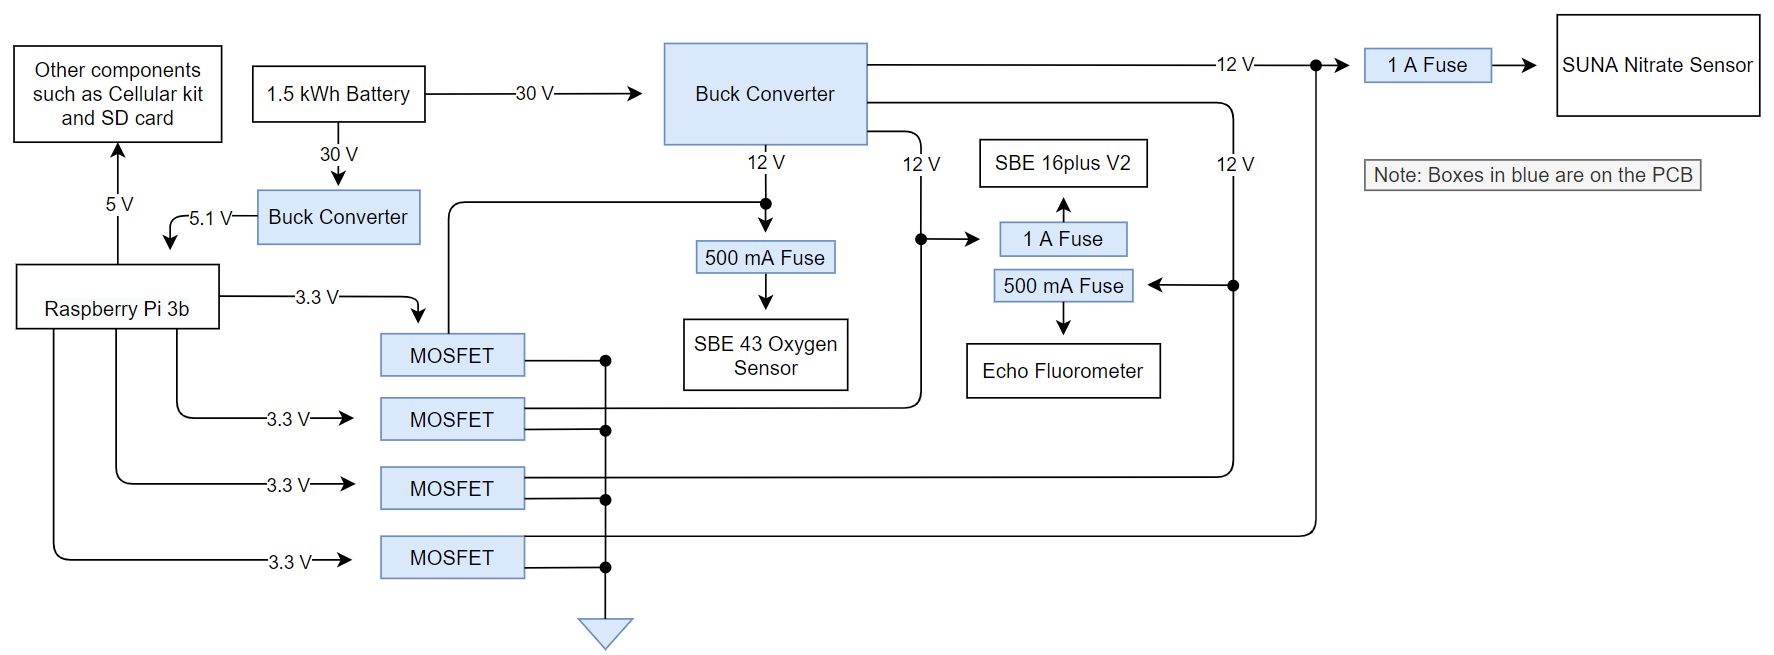 Other components
such as Cellular kit
and SD card
1.5 kWh Battery
30 V
Buck Converter
12 V
1 A Fuse
SUNA Nitrate Sensor
30 V
12 V
12 V
SBE 16plus V2
12 V
Note: Boxes in blue are on the PCB
5 V
5.1 V
Buck Converter
500 mA Fuse
1 A Fuse
500 mA Fuse
Raspberry Pi 3b
3.3 V
MOSFET
SBE 43 Oxygen
Sensor
Echo Fluorometer
3.3 V
MOSFET
3.3 V
MOSFET
3.3 V
MOSFET